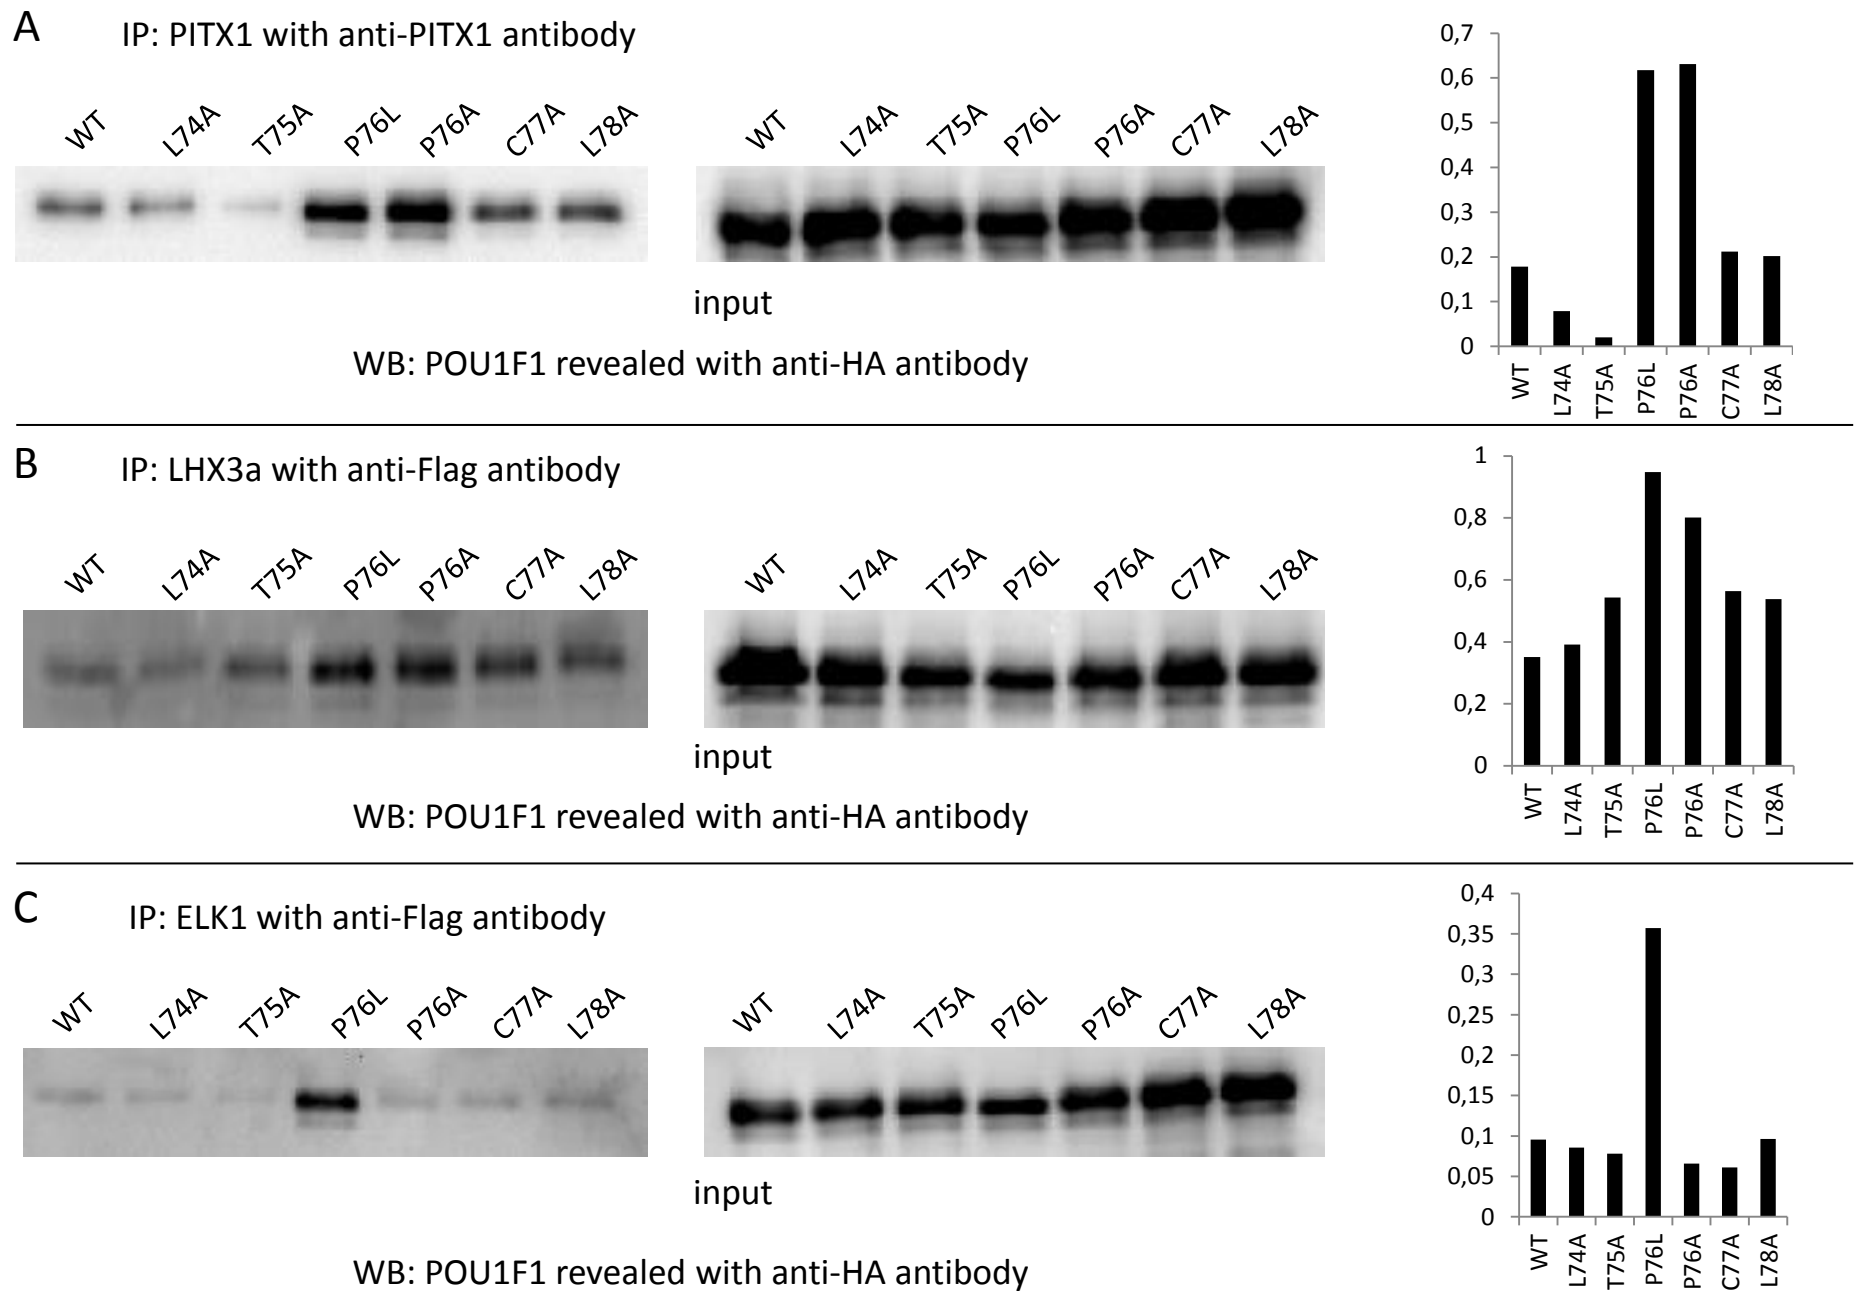 A
IP: PITX1 with anti-PITX1 antibody
WT L74A T75A P76L P76A C77A L78A
WT L74A T75A P76L P76A C77A L78A
input
WB: POU1F1 revealed with anti-HA antibody
0,7
0,6
0,5
0,4
0,3
0,2
0,1
0
WT L74A T75A P76L P76A C77A L78A
B
IP: LHX3a with anti-Flag antibody
WT L74A T75A P76L P76A C77A L78A
WT L74A T75A P76L P76A C77A L78A
input
WB: POU1F1 revealed with anti-HA antibody
1
0,8
0,6
0,4
0,2
0
WT L74A T75A P76L P76A C77A L78A
C
IP: ELK1 with anti-Flag antibody
WT L74A T75A P76L P76A C77A L78A
WT L74A T75A P76L P76A C77A L78A
input
WB: POU1F1 revealed with anti-HA antibody
0,4
0,35
0,3
0,25
0,2
0,15
0,1
0,05
0
WT L74A T75A P76L P76A C77A L78A